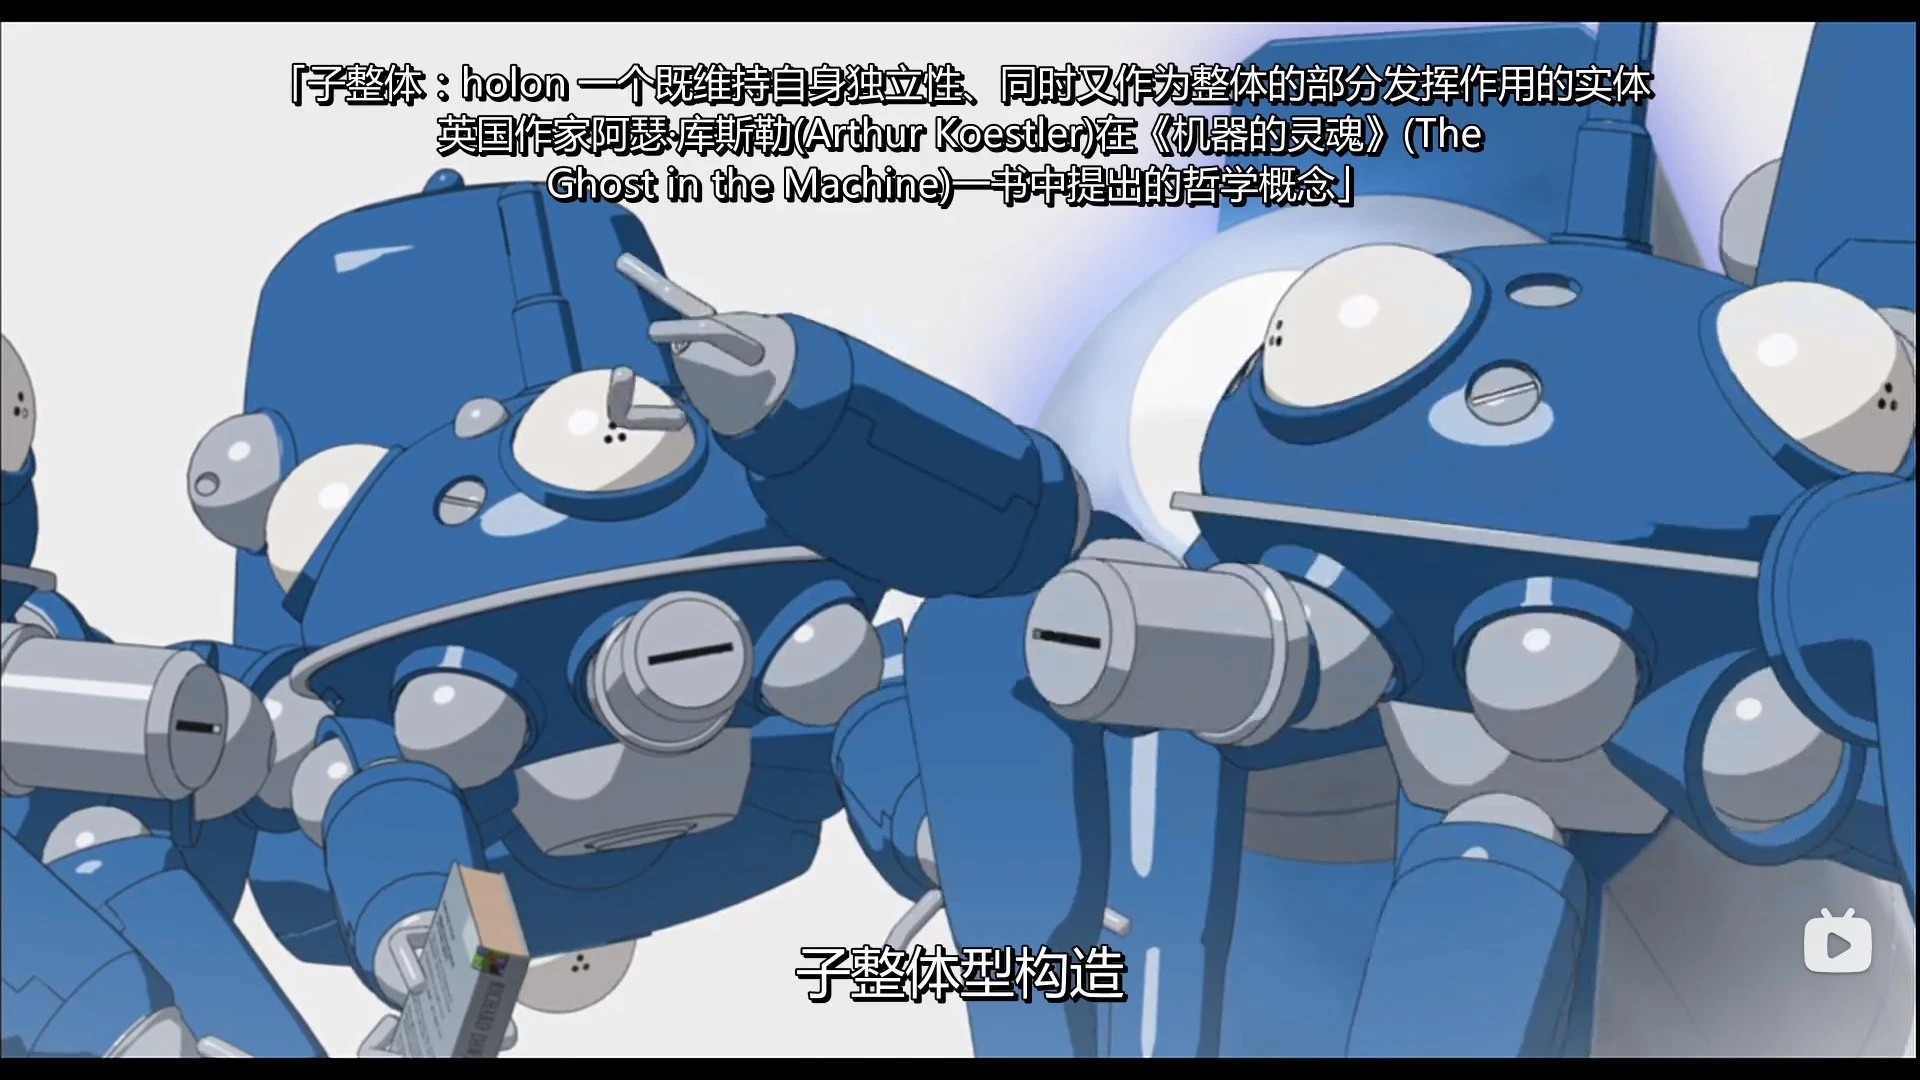 「子整体：holon 一个既维持自身独立性、同时又作为整体的部分发挥作用的实体
英国作家阿瑟·库斯勒(Arthur Koestler)在《机器的灵魂》(The
Ghost in the Machine)一书中提出的哲学概念」
子整体型构造
RICHARD